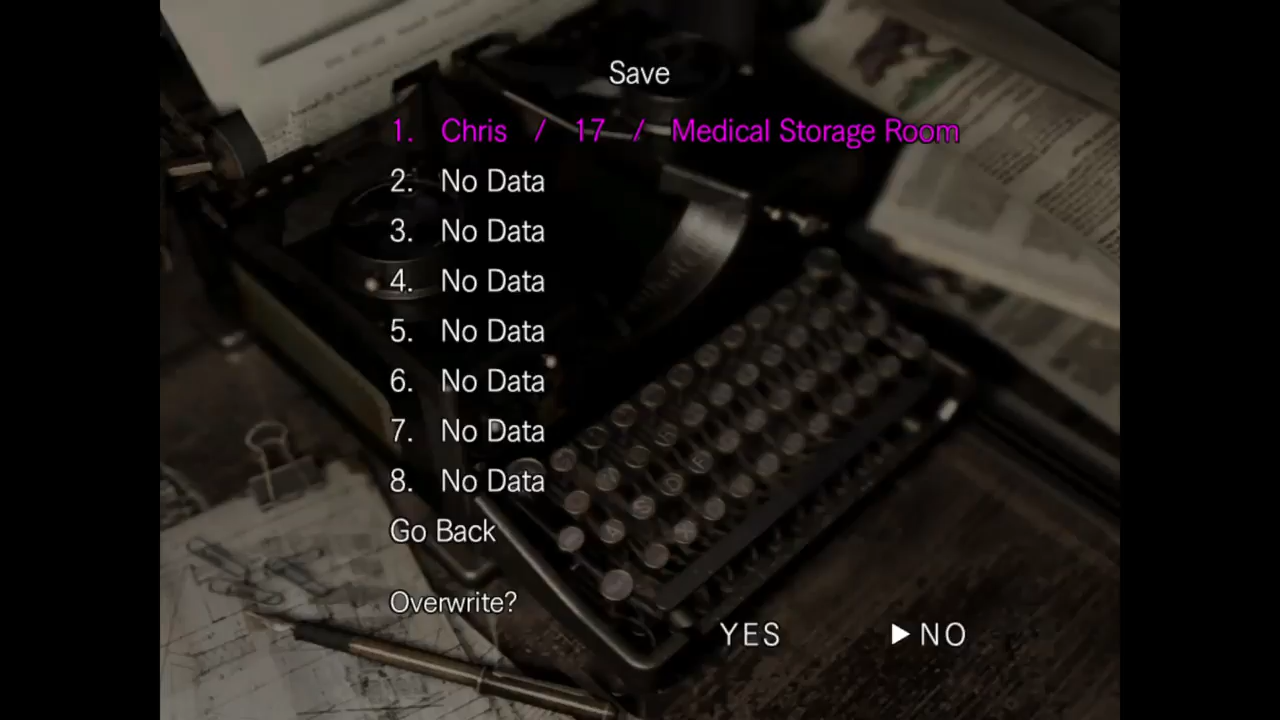 Save
1. Chris / 17 / Medical Storage Room
2. No Data
3. No Data
4. No Data
5. No Data
6. No Data
7. No Data
8. No Data
Go Back
Overwrite?
YES ▶NO